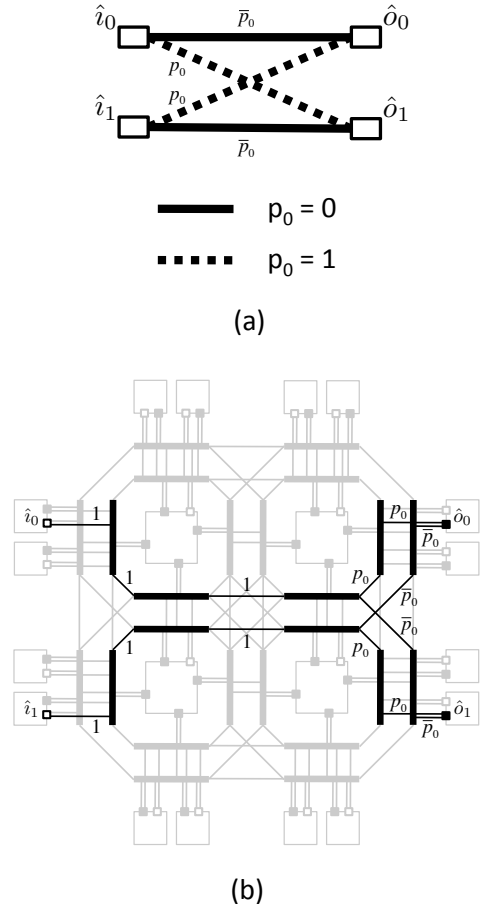 î₀ p̅₀ ô₀
p₀
p₀
î₁ ô₁
p̅₀
p₀ = 0
p₀ = 1
(a)
î₀ 1 p₀ ô₀
p̅₀
1 1 p₀ p̅₀
p̅₀
1 1 p₀
î₁ p₀ ô₁
1 p̅₀
(b)